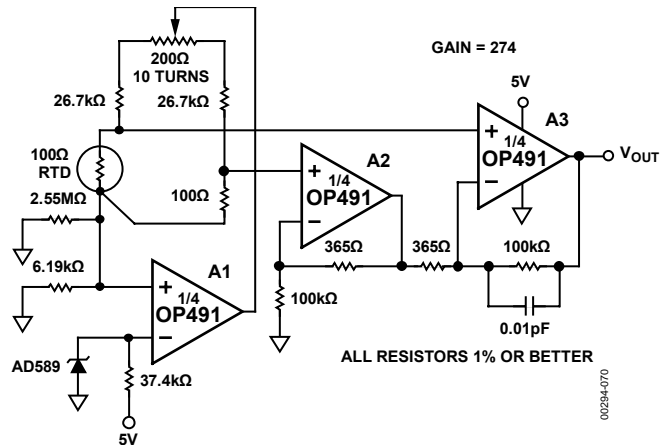 GAIN = 274
200Ω
10 TURNS
5V
26.7kΩ
26.7kΩ
A3
+
1/4
OP491
−
VOUT
100Ω
RTD
A2
+
1/4
OP491
−
100Ω
2.55MΩ
365Ω
365Ω
100kΩ
6.19kΩ
A1
+
1/4
OP491
−
100kΩ
0.01pF
AD589
37.4kΩ
ALL RESISTORS 1% OR BETTER
5V
00294-070